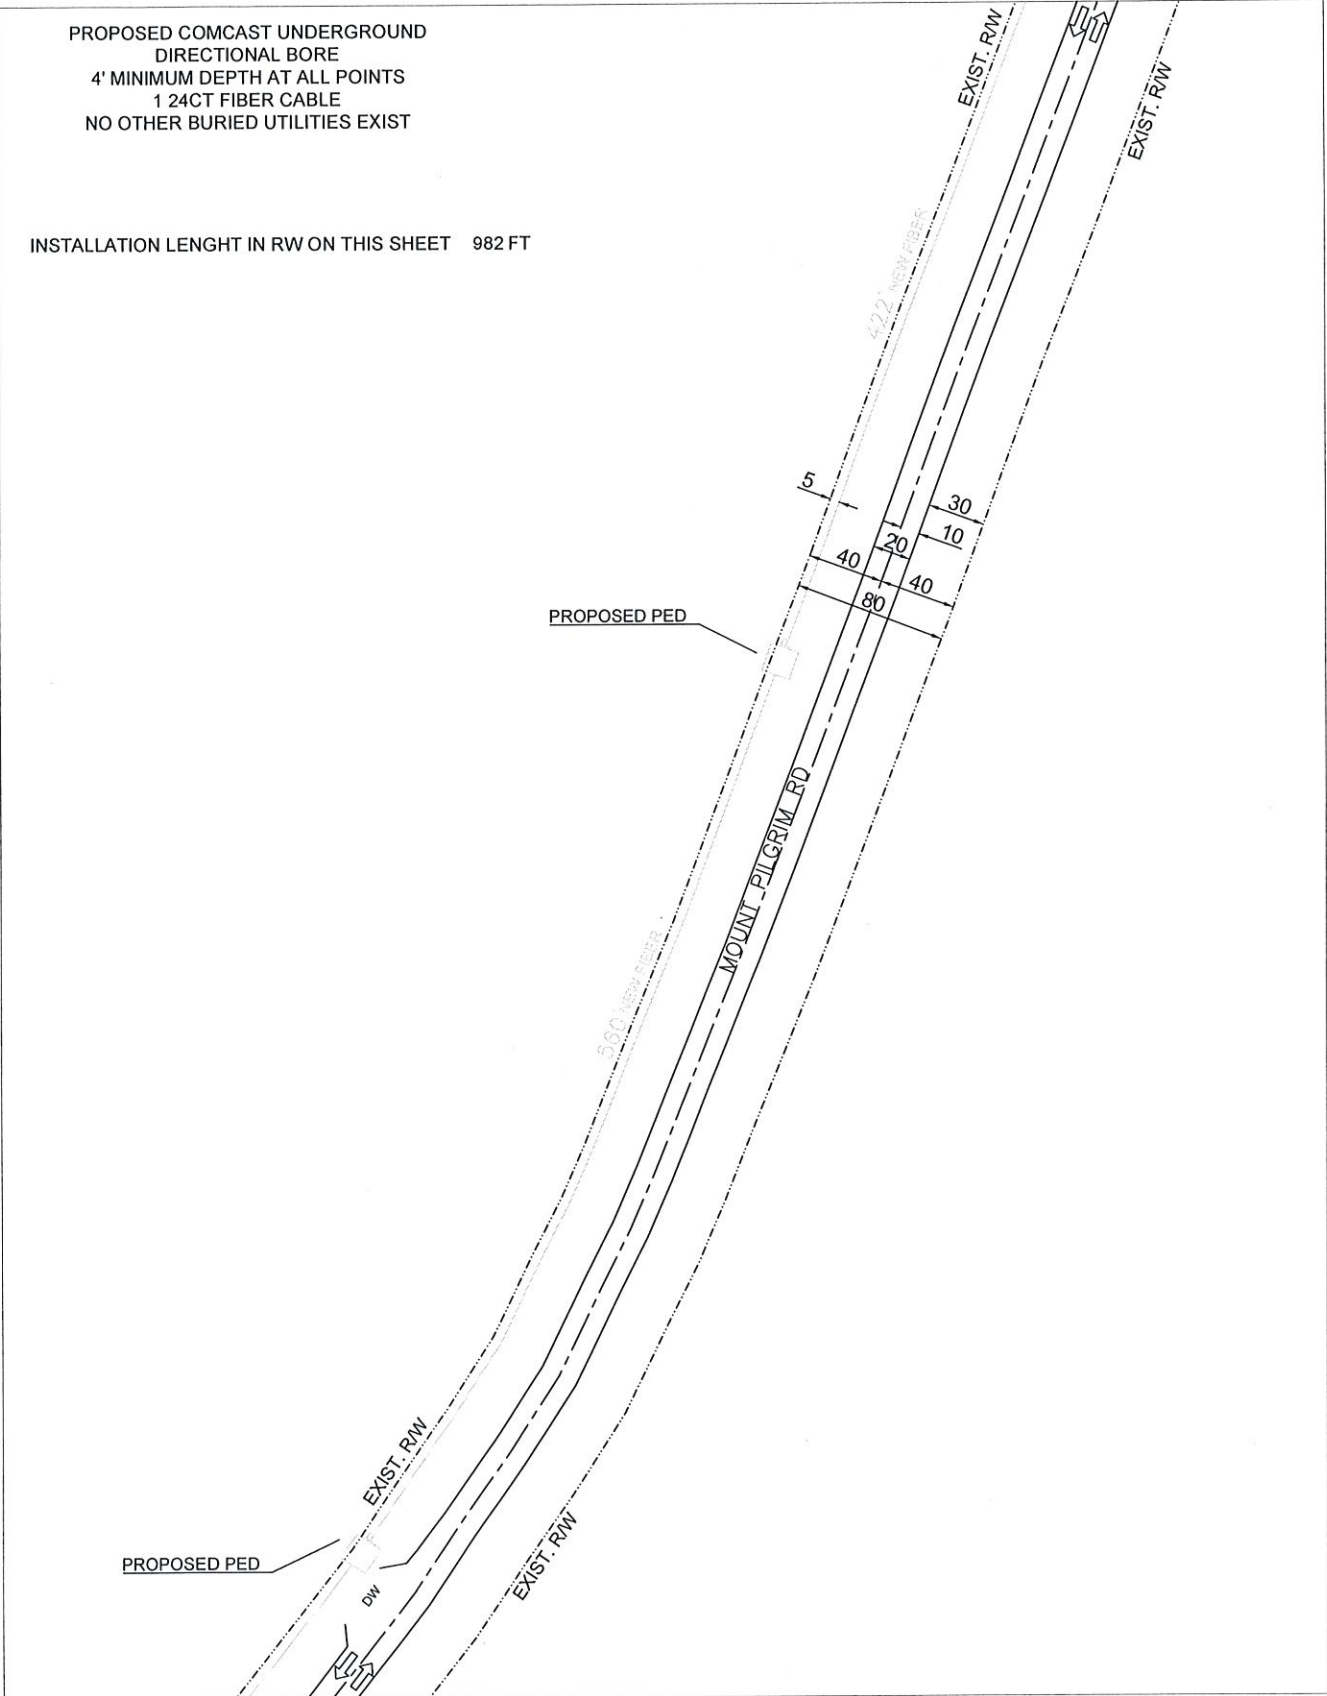 PROPOSED COMCAST UNDERGROUND
DIRECTIONAL BORE
4' MINIMUM DEPTH AT ALL POINTS
1 24CT FIBER CABLE
NO OTHER BURIED UTILITIES EXIST
INSTALLATION LENGHT IN RW ON THIS SHEET 982 FT
EXIST. R/W
EXIST. R/W
422' NEW FIBER
5
30
10
20
40
40
80
PROPOSED PED
MOUNT PILGRIM RD
560' NEW FIBER
EXIST. R/W
EXIST. R/W
PROPOSED PED
DW